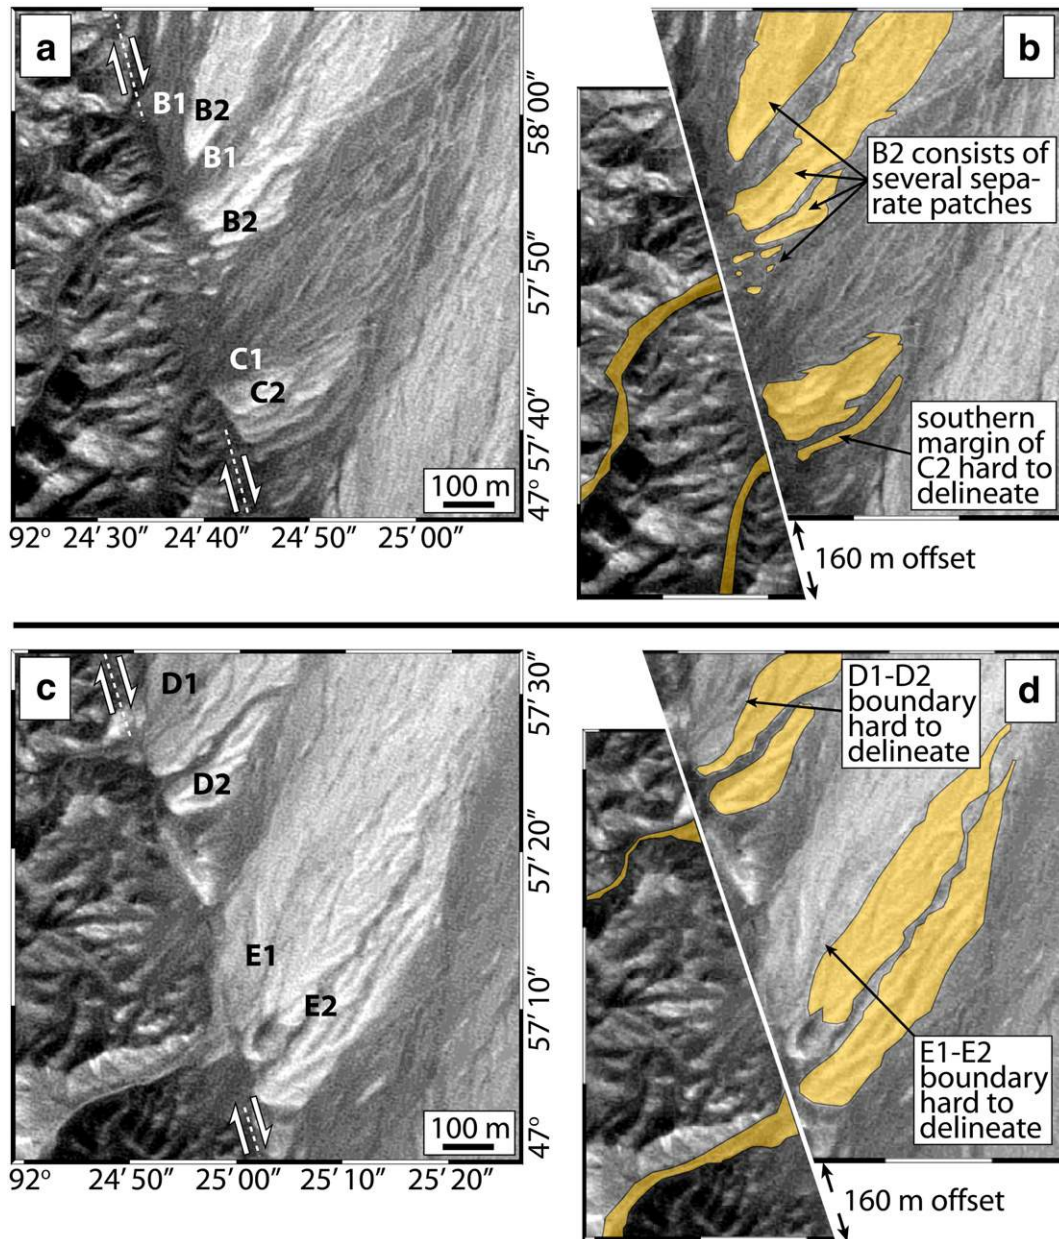 a
B1
B2
B1
B2
C1
C2
100 m
58′ 00″
57′ 50″
57′ 40″
47°
92° 24′ 30″ 24′ 40″ 24′ 50″ 25′ 00″
b
B2 consists of
several sepa-
rate patches
southern
margin of
C2 hard to
delineate
160 m offset
c
D1
D2
E1
E2
100 m
57′ 30″
57′ 20″
57′ 10″
47°
92° 24′ 50″ 25′ 00″ 25′ 10″ 25′ 20″
d
D1-D2
boundary
hard to
delineate
E1-E2
boundary
hard to
delineate
160 m offset